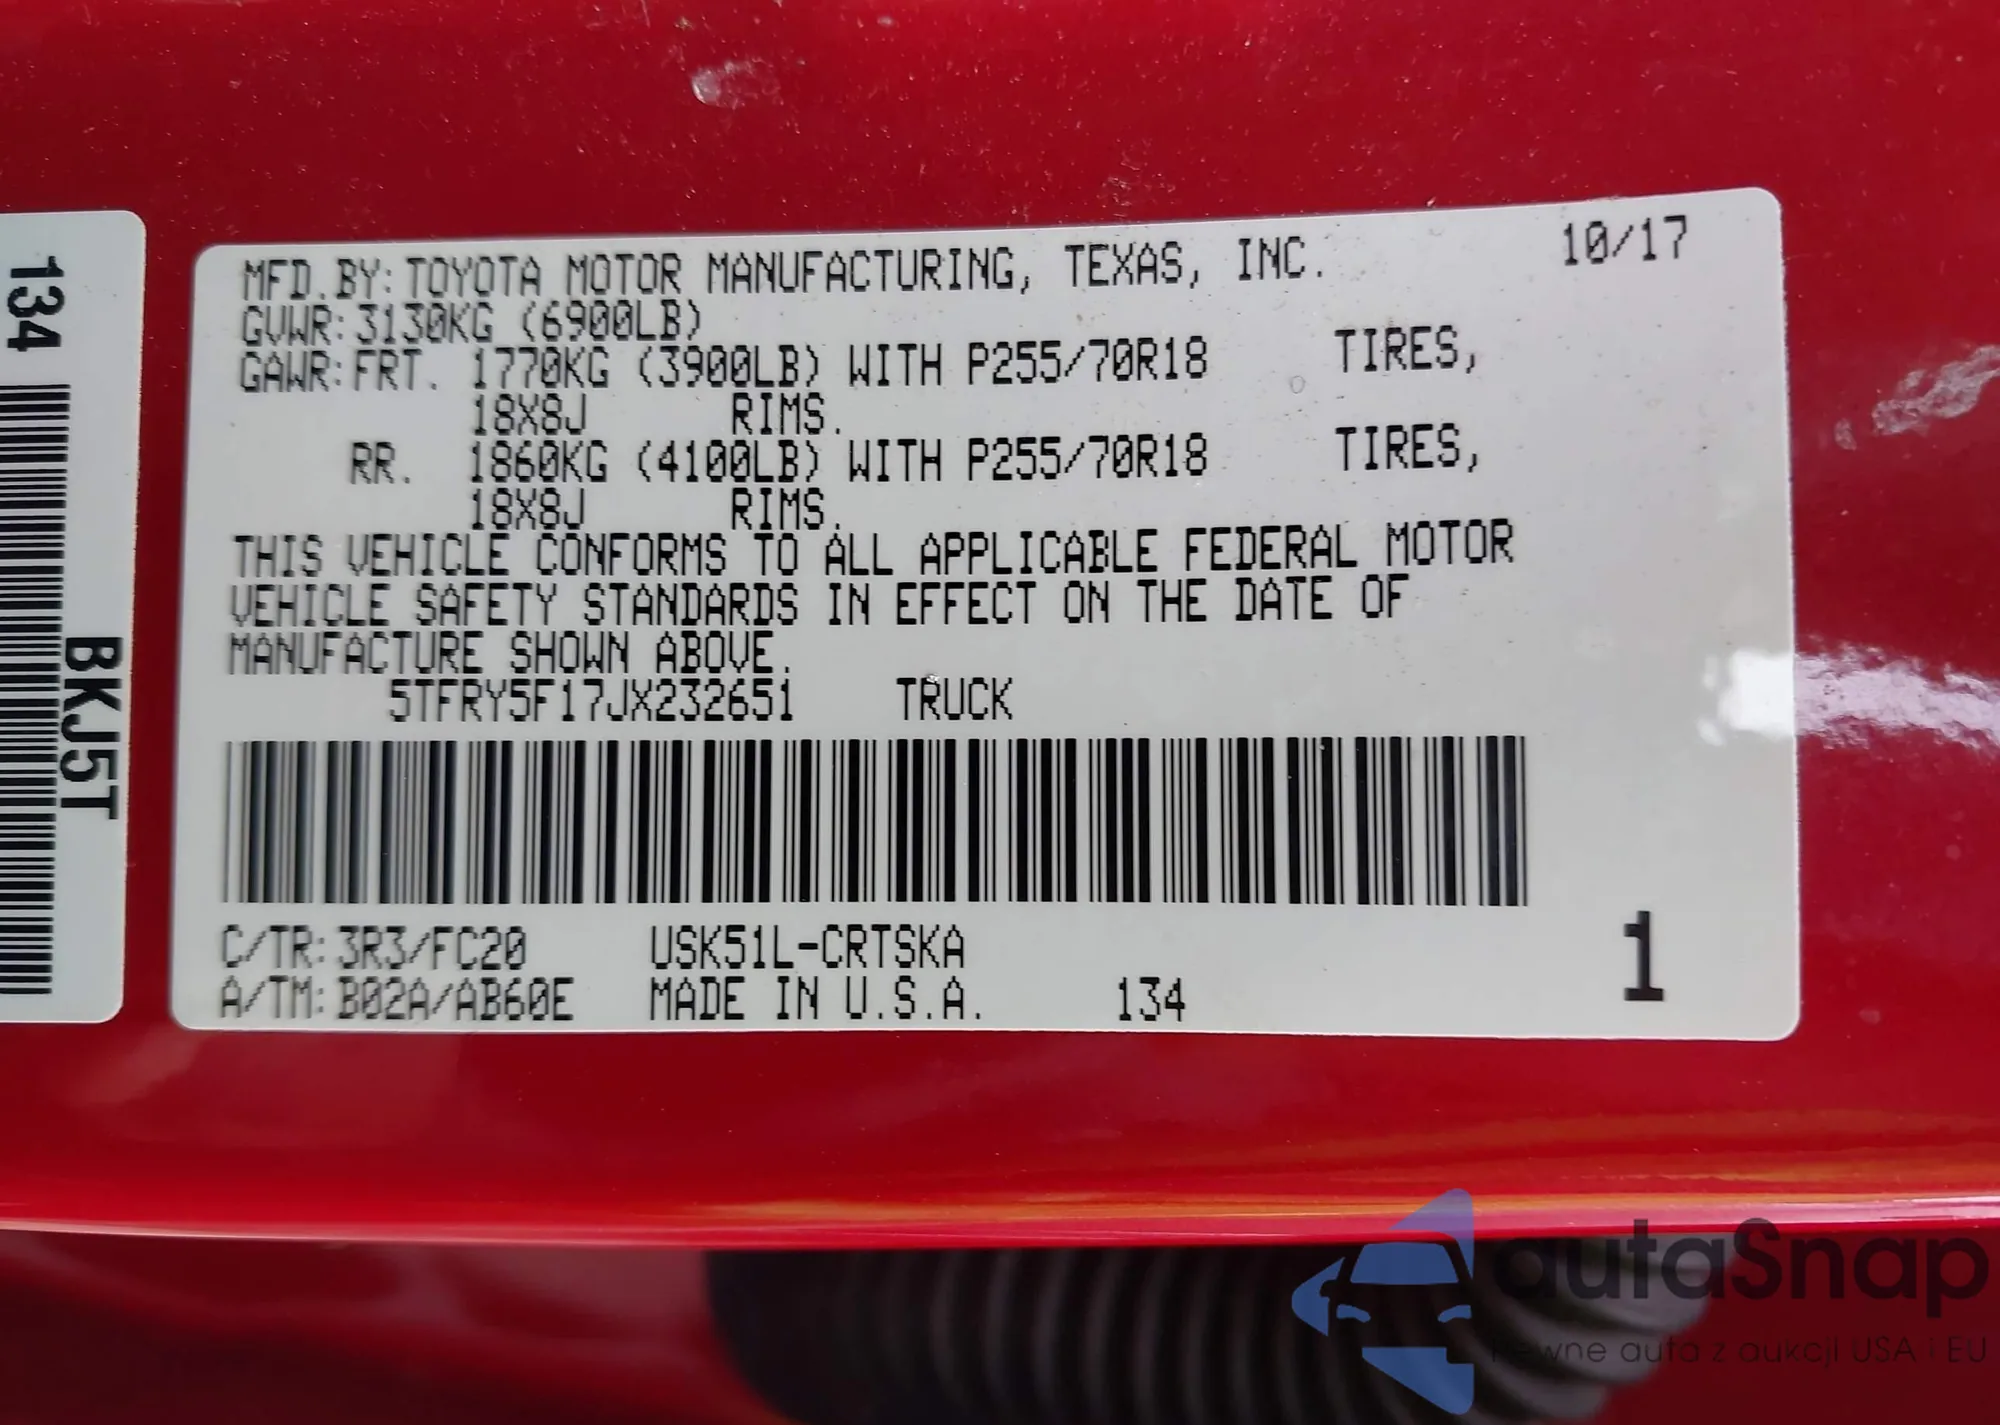 134
BKJ5T
MFD.BY: TOYOTA MOTOR MANUFACTURING, TEXAS, INC. 10/17
GVWR: 3130KG (6900LB)
GAWR: FRT. 1770KG (3900LB) WITH P255/70R18 TIRES,
18X8J RIMS.
RR. 1860KG (4100LB) WITH P255/70R18 TIRES,
18X8J RIMS.
THIS VEHICLE CONFORMS TO ALL APPLICABLE FEDERAL MOTOR
VEHICLE SAFETY STANDARDS IN EFFECT ON THE DATE OF
MANUFACTURE SHOWN ABOVE.
5TFRY5F17JX232651 TRUCK
C/TR: 3R3/FC20 USK51L-CRTSKA
A/TM: B02A/AB60E MADE IN U.S.A. 134 1
autaSnap
Pewne auta z aukcji USA i EU